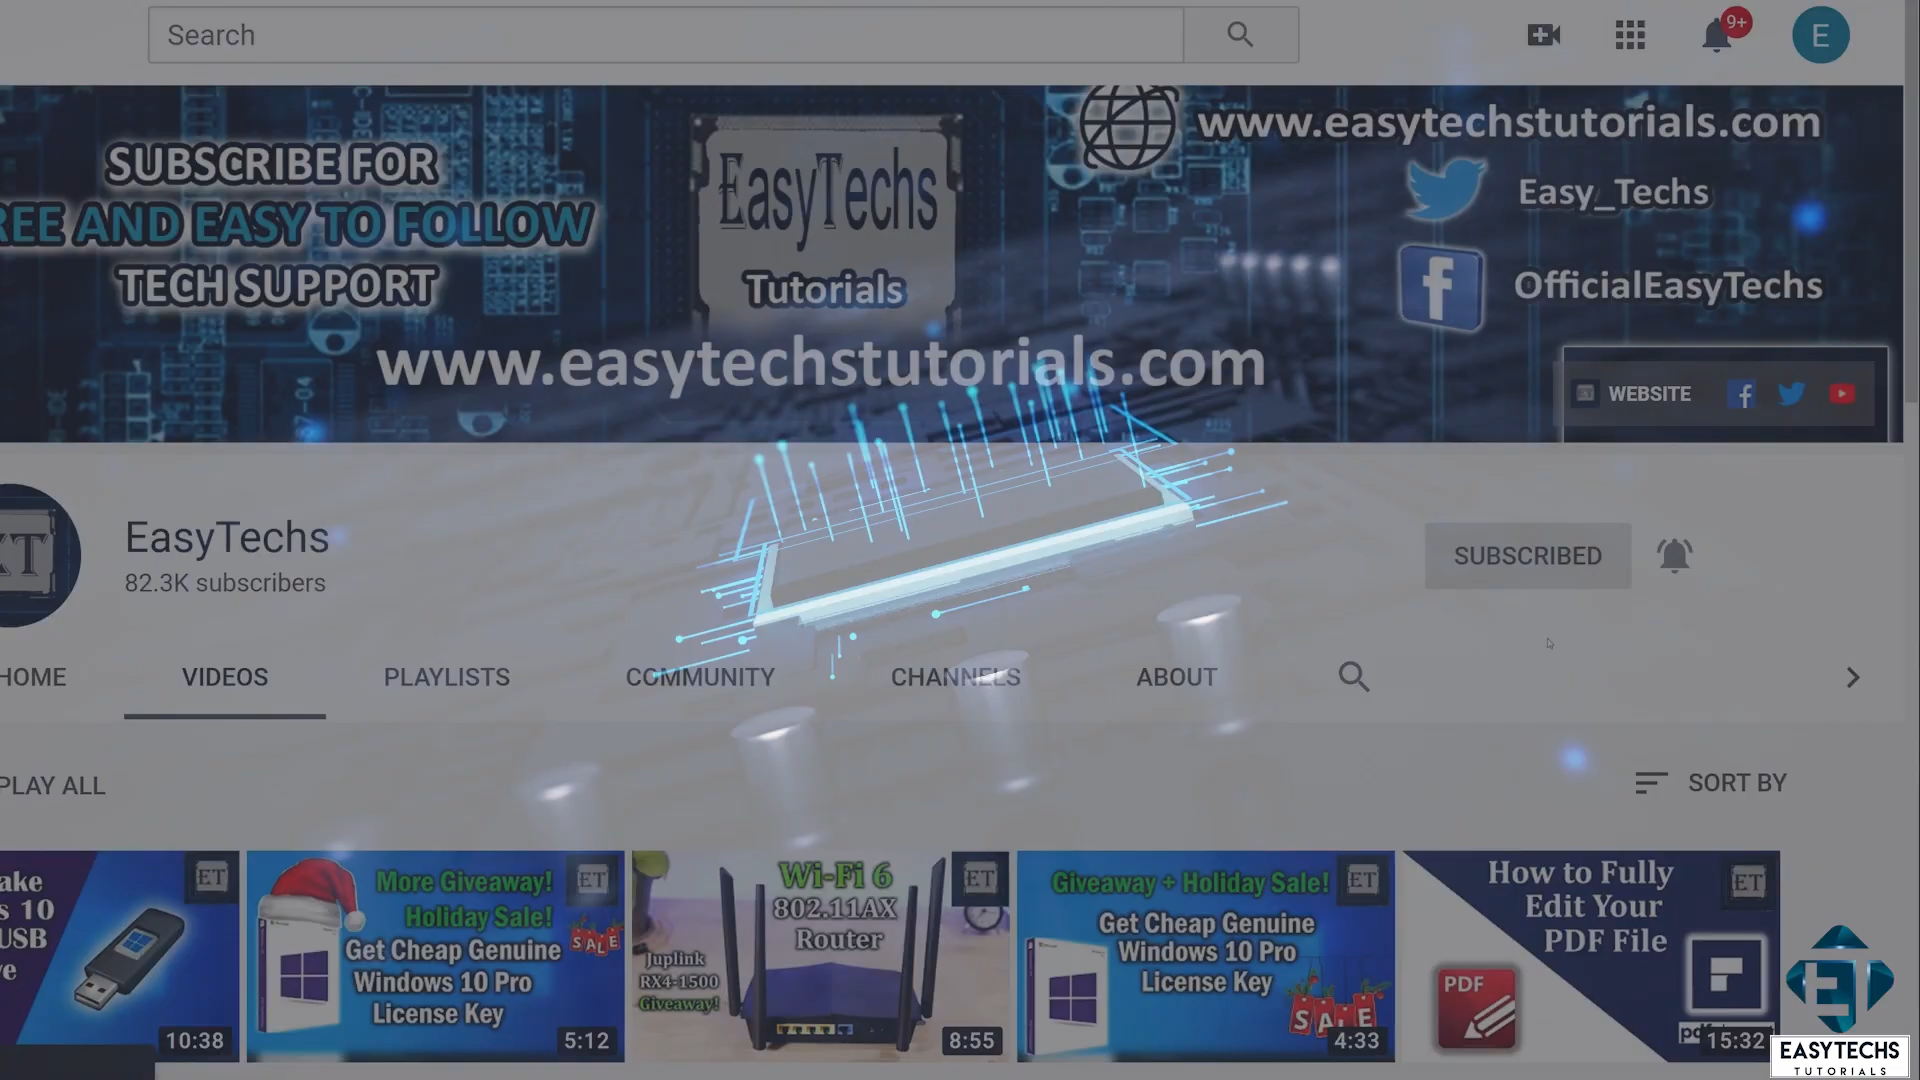 Search
9+
E
SUBSCRIBE FOR
REE AND EASY TO FOLLOW
TECH SUPPORT
EasyTechs
Tutorials
www.easytechstutorials.com
Easy_Techs
OfficialEasyTechs
www.easytechstutorials.com
WEBSITE
EasyTechs
82.3K subscribers
SUBSCRIBED
HOME VIDEOS PLAYLISTS COMMUNITY CHANNELS ABOUT
PLAY ALL
SORT BY
ake
s 10
USB
e
ET
10:38
More Giveaway!
Holiday Sale!
Get Cheap Genuine
Windows 10 Pro
License Key
ET
SALE
5:12
Wi-Fi 6
802.11AX
Router
Juplink
RX4-1500
Giveaway!
ET
8:55
Giveaway + Holiday Sale!
Get Cheap Genuine
Windows 10 Pro
License Key
ET
SALE
4:33
How to Fully
Edit Your
PDF File
ET
PDF
15:32
ET
EASYTECHS
TUTORIALS